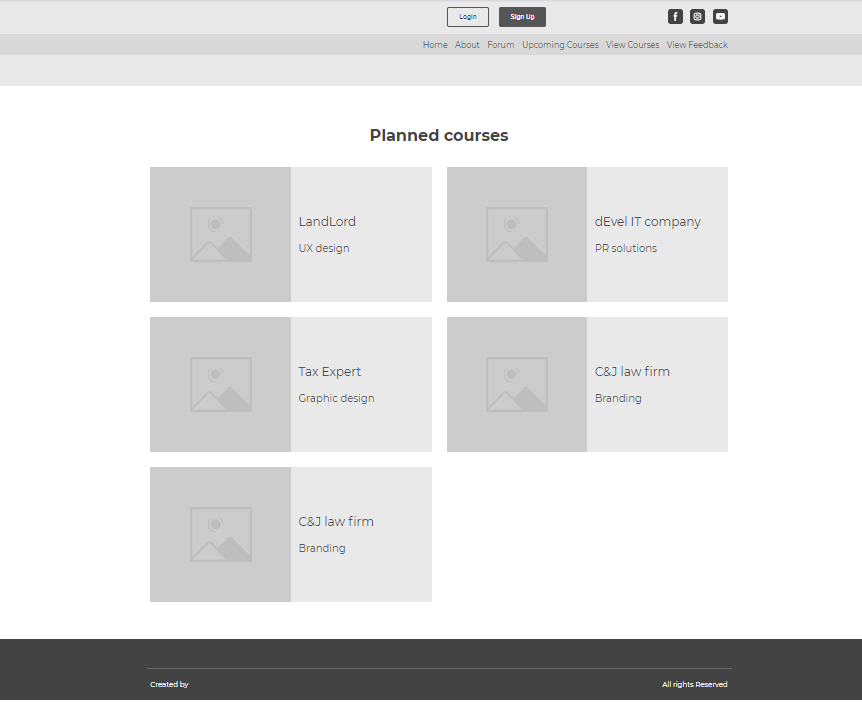 Login
Sign Up
Home About Forum Upcoming Courses View Courses View Feedback
Planned courses
LandLord
UX design
dEvel IT company
PR solutions
Tax Expert
Graphic design
C&J law firm
Branding
C&J law firm
Branding
Created by
All rights Reserved